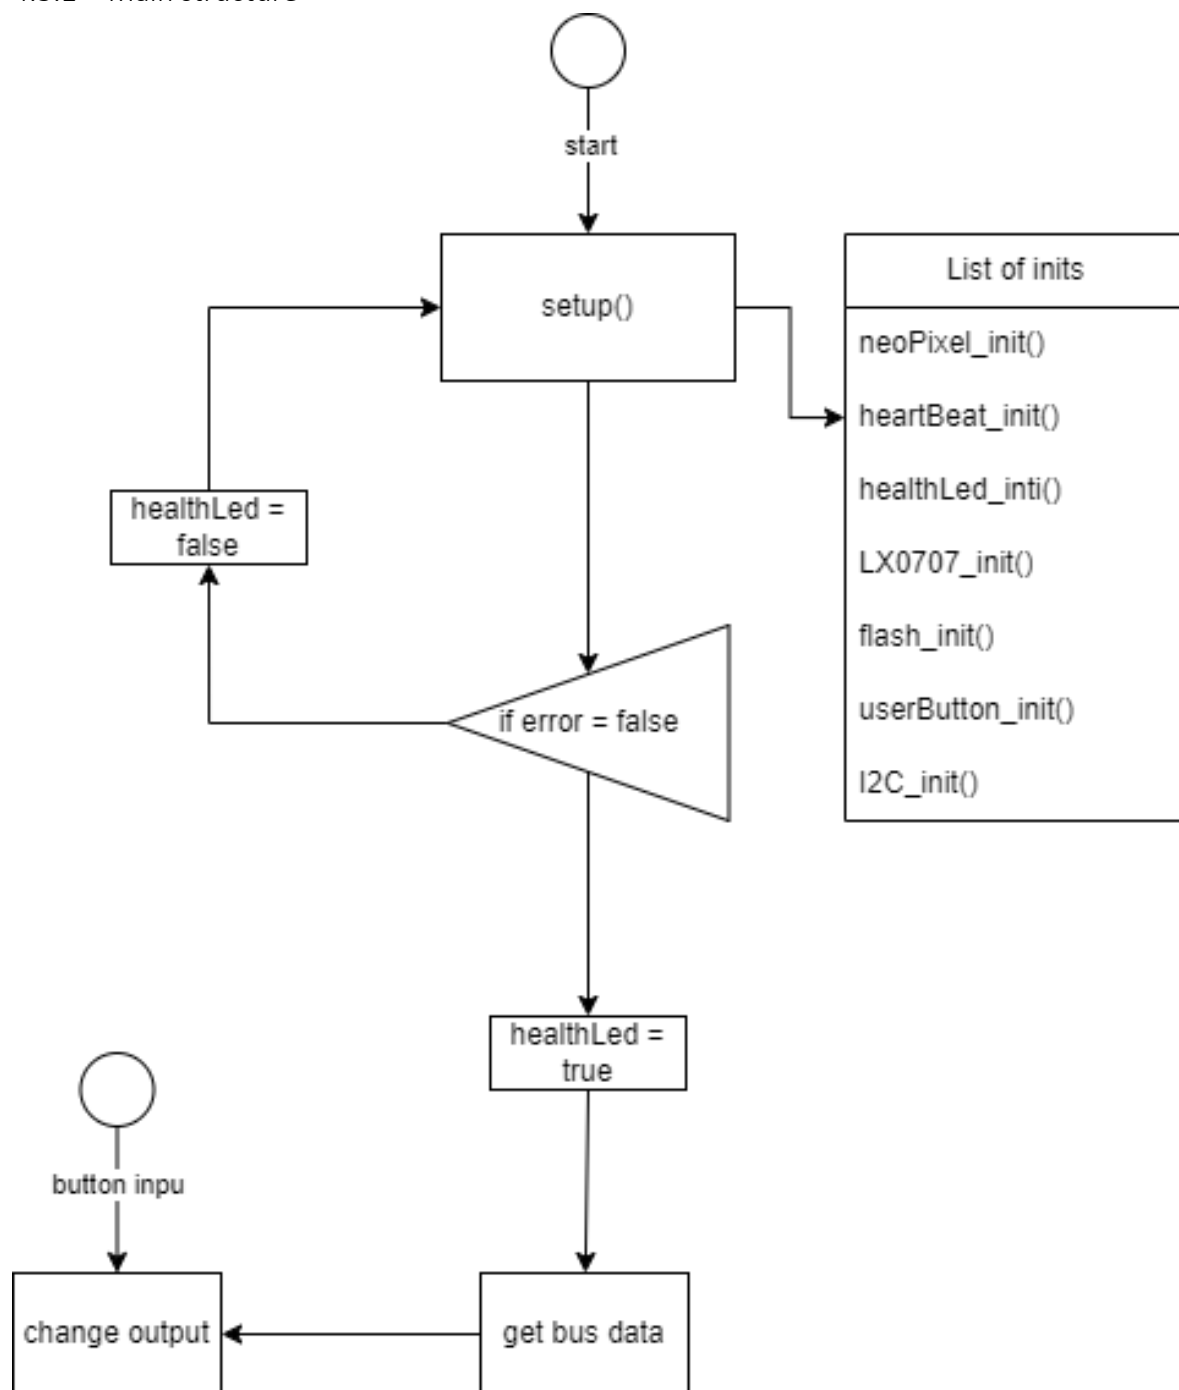 start
setup()
List of inits
neoPixel_init()
heartBeat_init()
healthLed_inti()
LX0707_init()
flash_init()
userButton_init()
I2C_init()
healthLed =
false
if error = false
healthLed =
true
button inpu
change output
get bus data